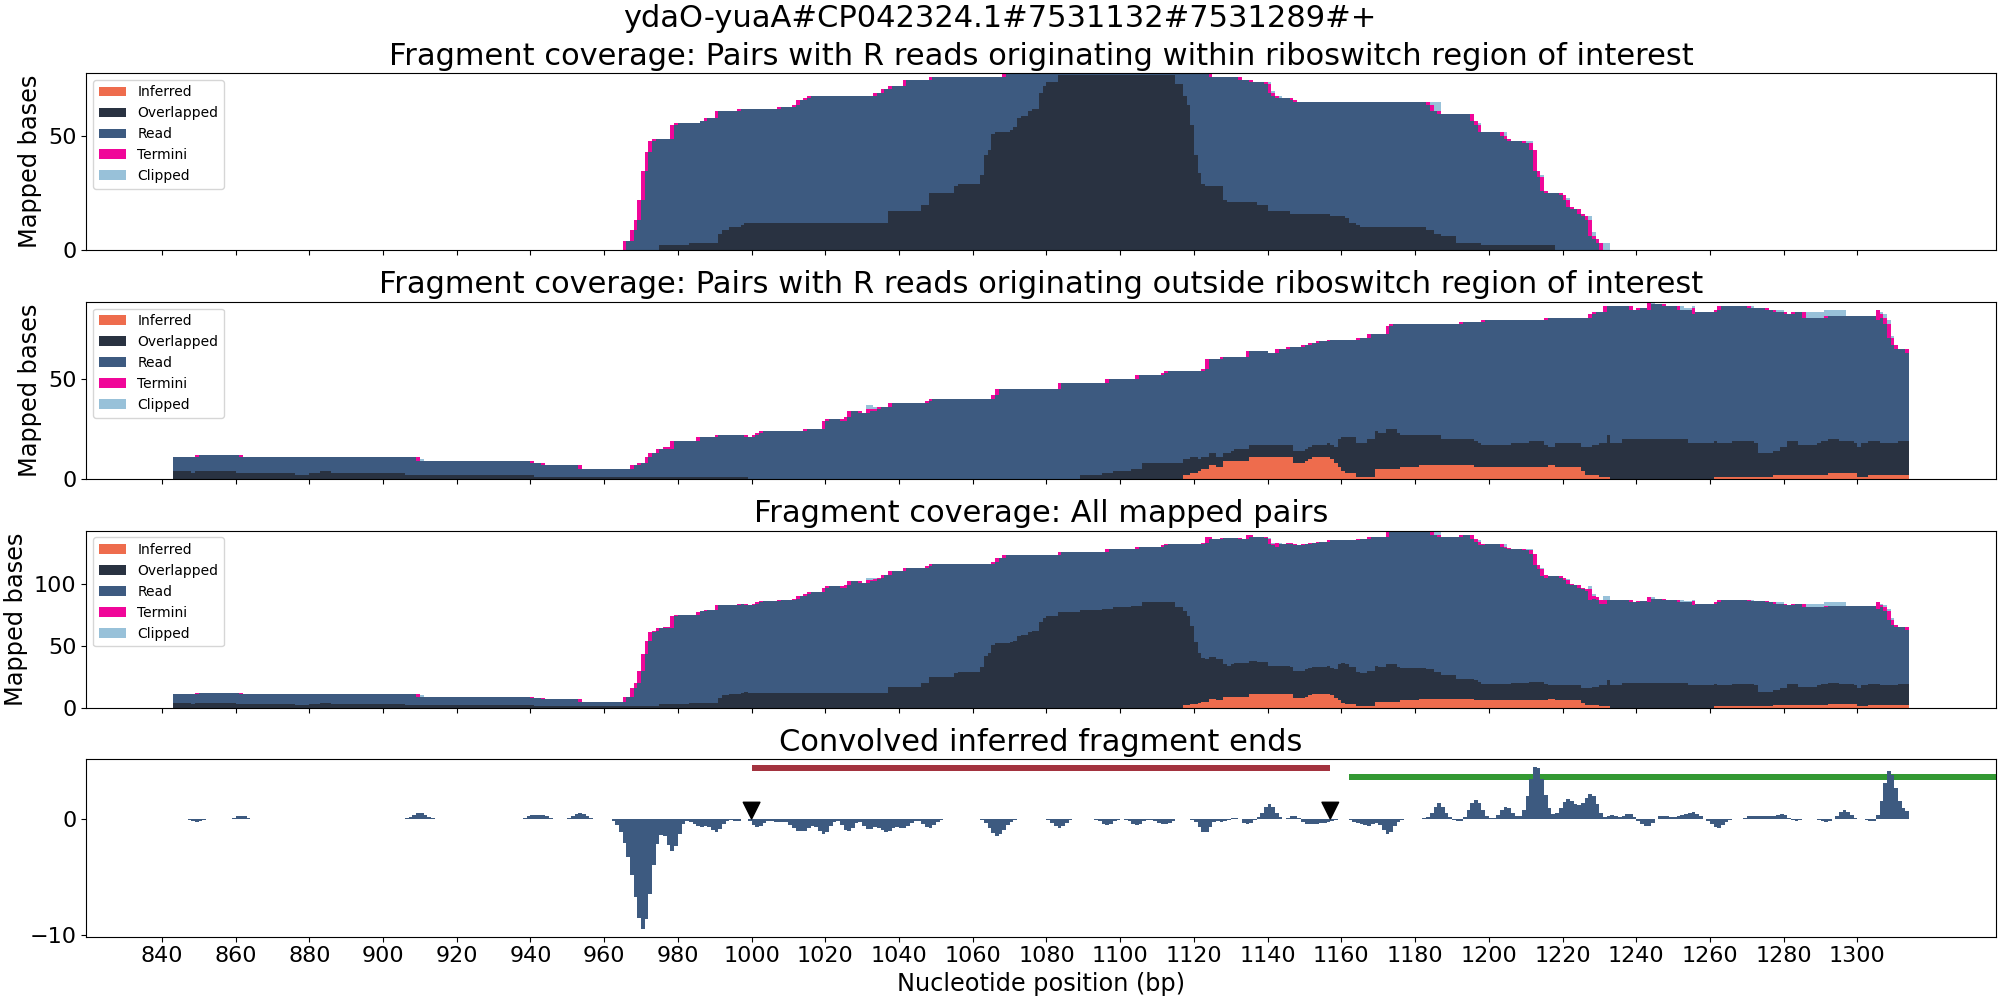 ydaO-yuaA#CP042324.1#7531132#7531289#+
Fragment coverage: Pairs with R reads originating within riboswitch region of interest
Mapped bases
50
0
Inferred
Overlapped
Read
Termini
Clipped
Fragment coverage: Pairs with R reads originating outside riboswitch region of interest
Mapped bases
50
0
Inferred
Overlapped
Read
Termini
Clipped
Fragment coverage: All mapped pairs
Mapped bases
100
50
0
Inferred
Overlapped
Read
Termini
Clipped
Convolved inferred fragment ends
0
−10
840 860 880 900 920 940 960 980 1000 1020 1040 1060 1080 1100 1120 1140 1160 1180 1200 1220 1240 1260 1280 1300
Nucleotide position (bp)